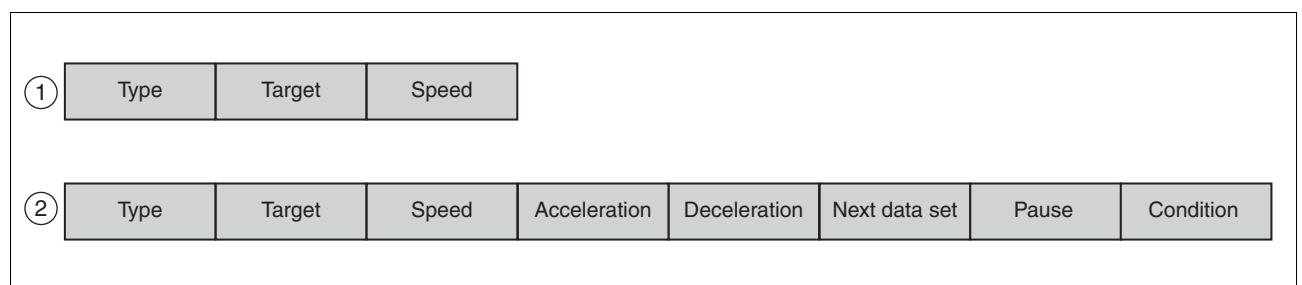 1 Type Target Speed
2 Type Target Speed Acceleration Deceleration Next data set Pause Condition